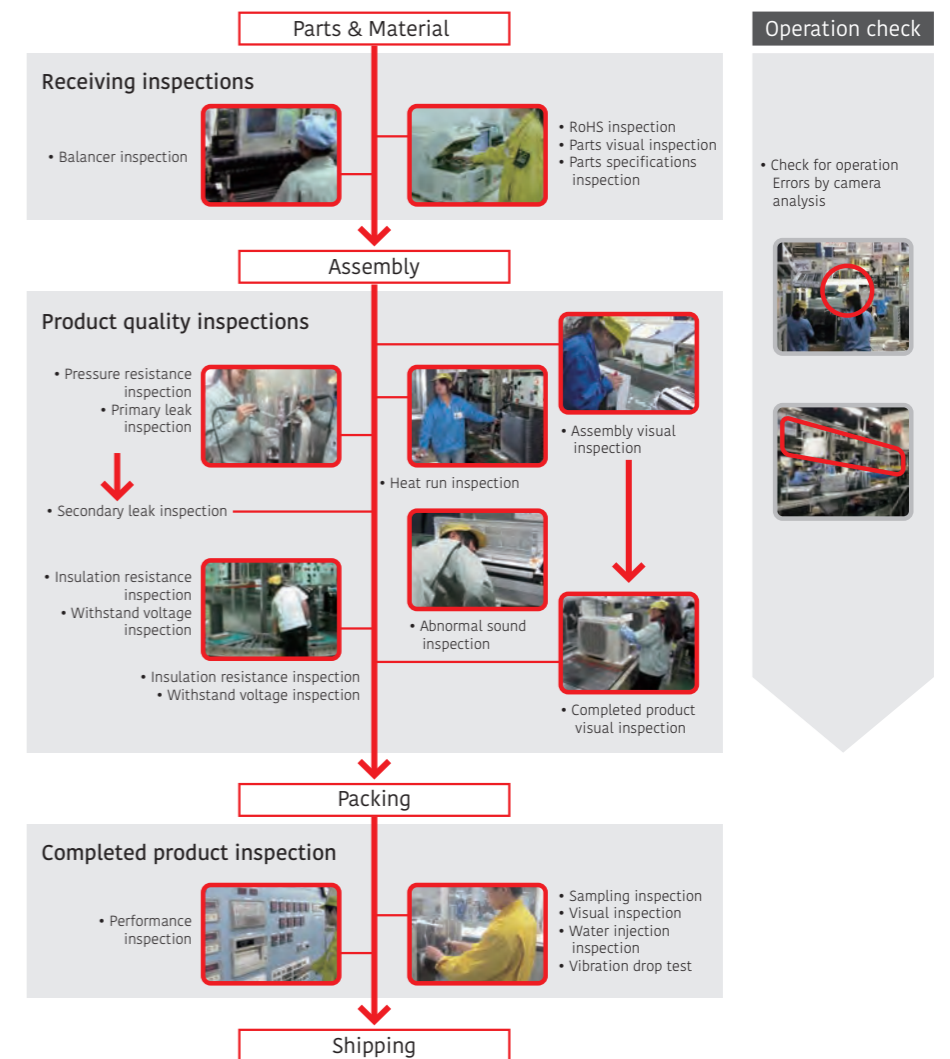 Parts & Material
Operation check
Receiving inspections
• Balancer inspection
• RoHS inspection
• Parts visual inspection
• Parts specifications
inspection
• Check for operation
Errors by camera
analysis
Assembly
Product quality inspections
• Pressure resistance
inspection
• Primary leak
inspection
• Heat run inspection
• Assembly visual
inspection
• Secondary leak inspection
• Insulation resistance
inspection
• Withstand voltage
inspection
• Abnormal sound
inspection
• Insulation resistance inspection
• Withstand voltage inspection
• Completed product
visual inspection
Packing
Completed product inspection
• Performance
inspection
• Sampling inspection
• Visual inspection
• Water injection
inspection
• Vibration drop test
Shipping